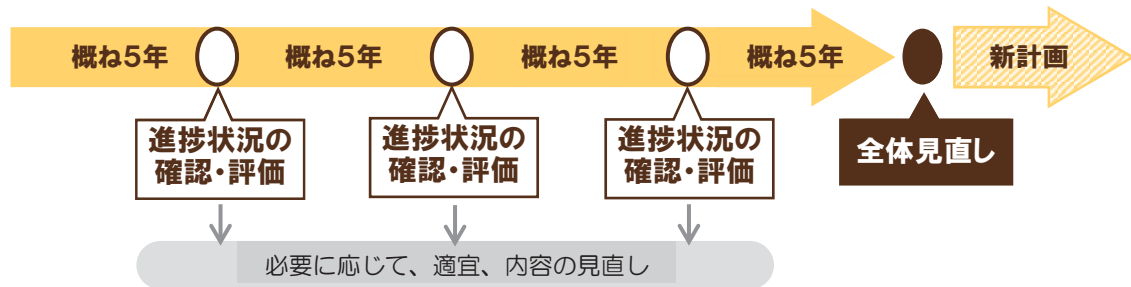 概ね5年
概ね5年
概ね5年
概ね5年
新計画
進捗状況の
確認・評価
進捗状況の
確認・評価
進捗状況の
確認・評価
全体見直し
必要に応じて、適宜、内容の見直し